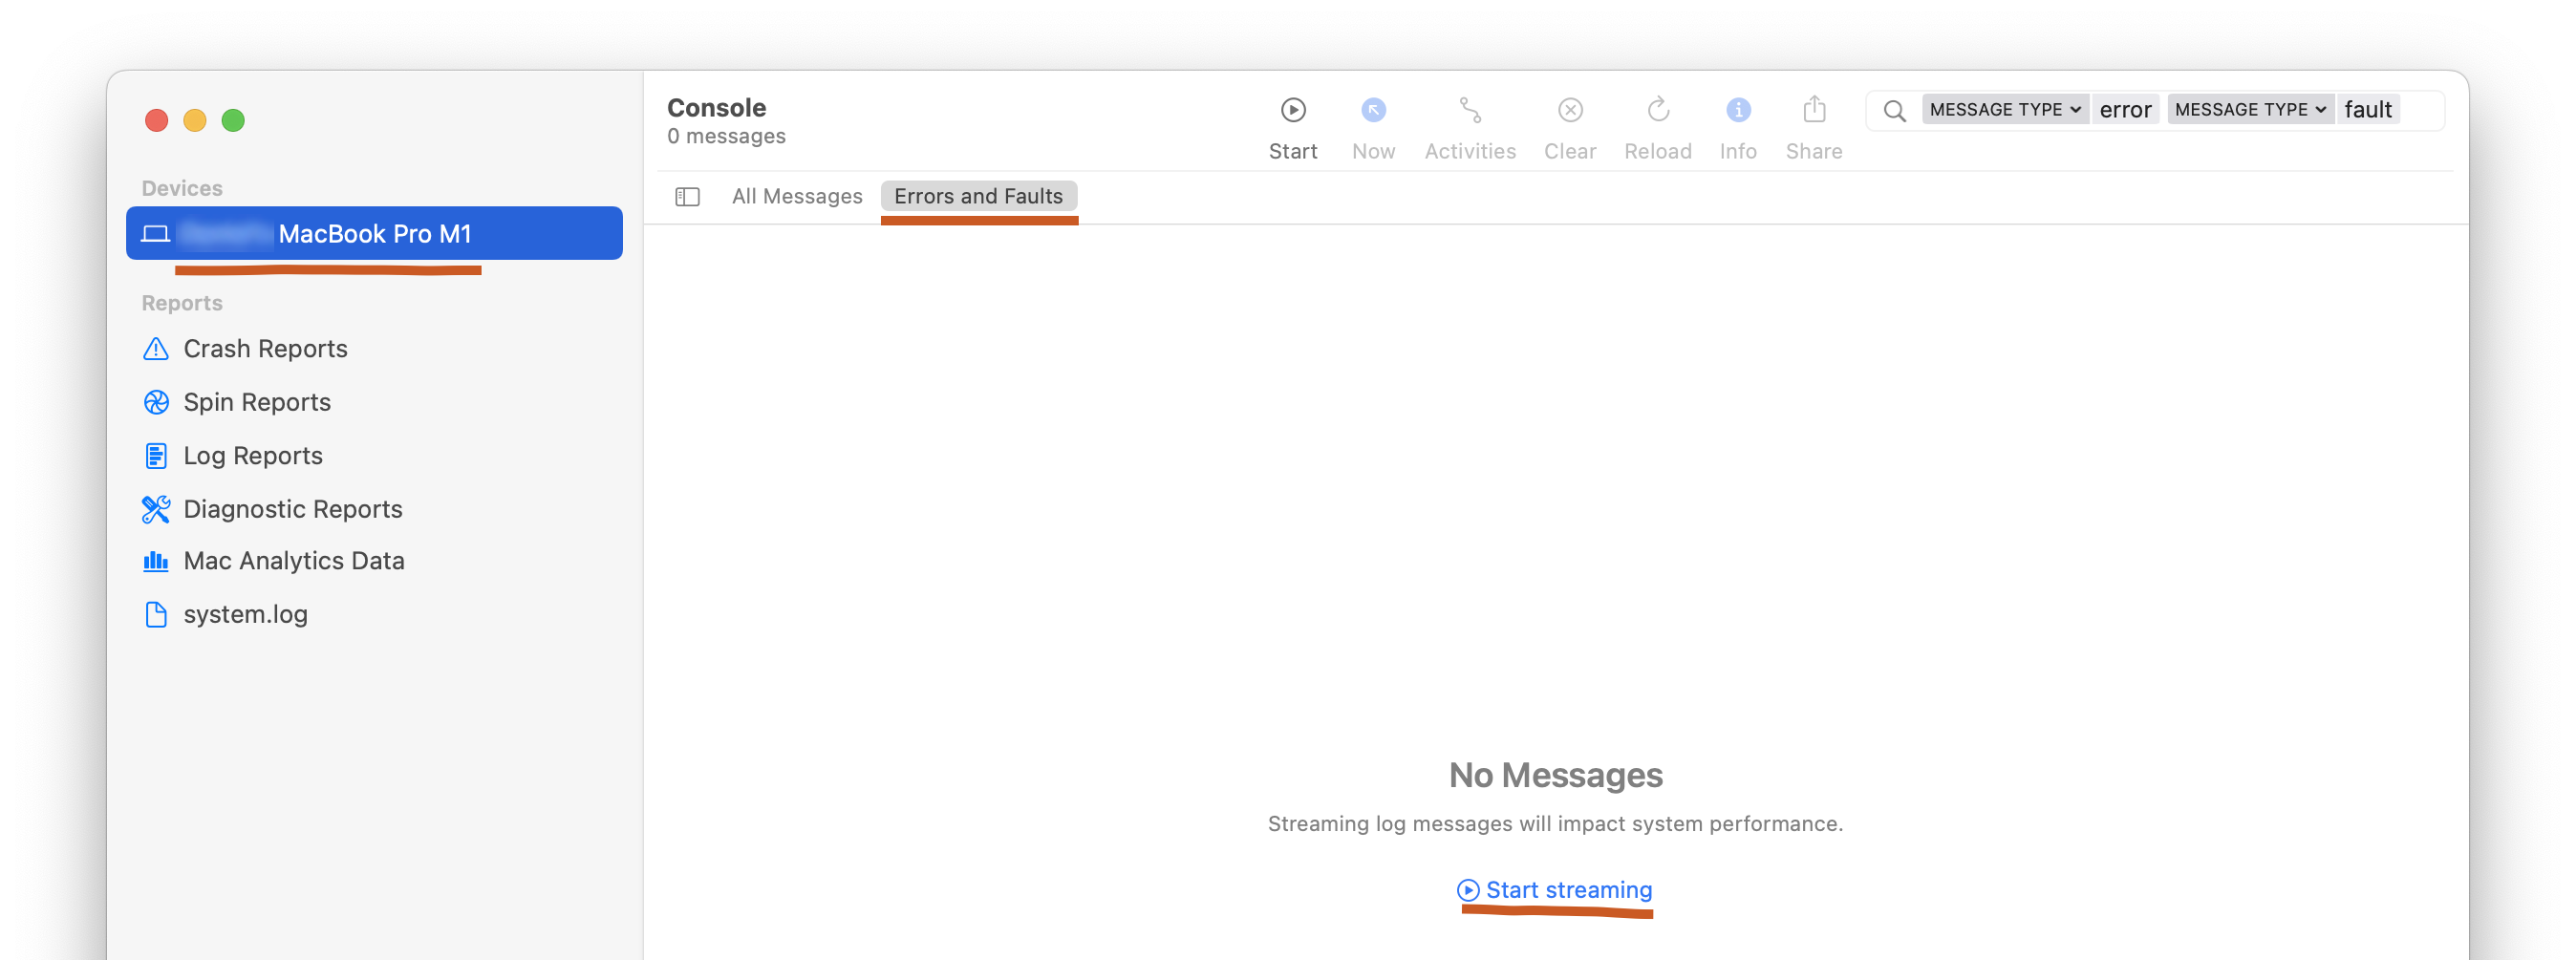 Devices
MacBook Pro M1
Reports
Crash Reports
Spin Reports
Log Reports
Diagnostic Reports
Mac Analytics Data
system.log
Console
0 messages
Start Now Activities Clear Reload Info Share
MESSAGE TYPE error MESSAGE TYPE fault
All Messages Errors and Faults
No Messages
Streaming log messages will impact system performance.
Start streaming